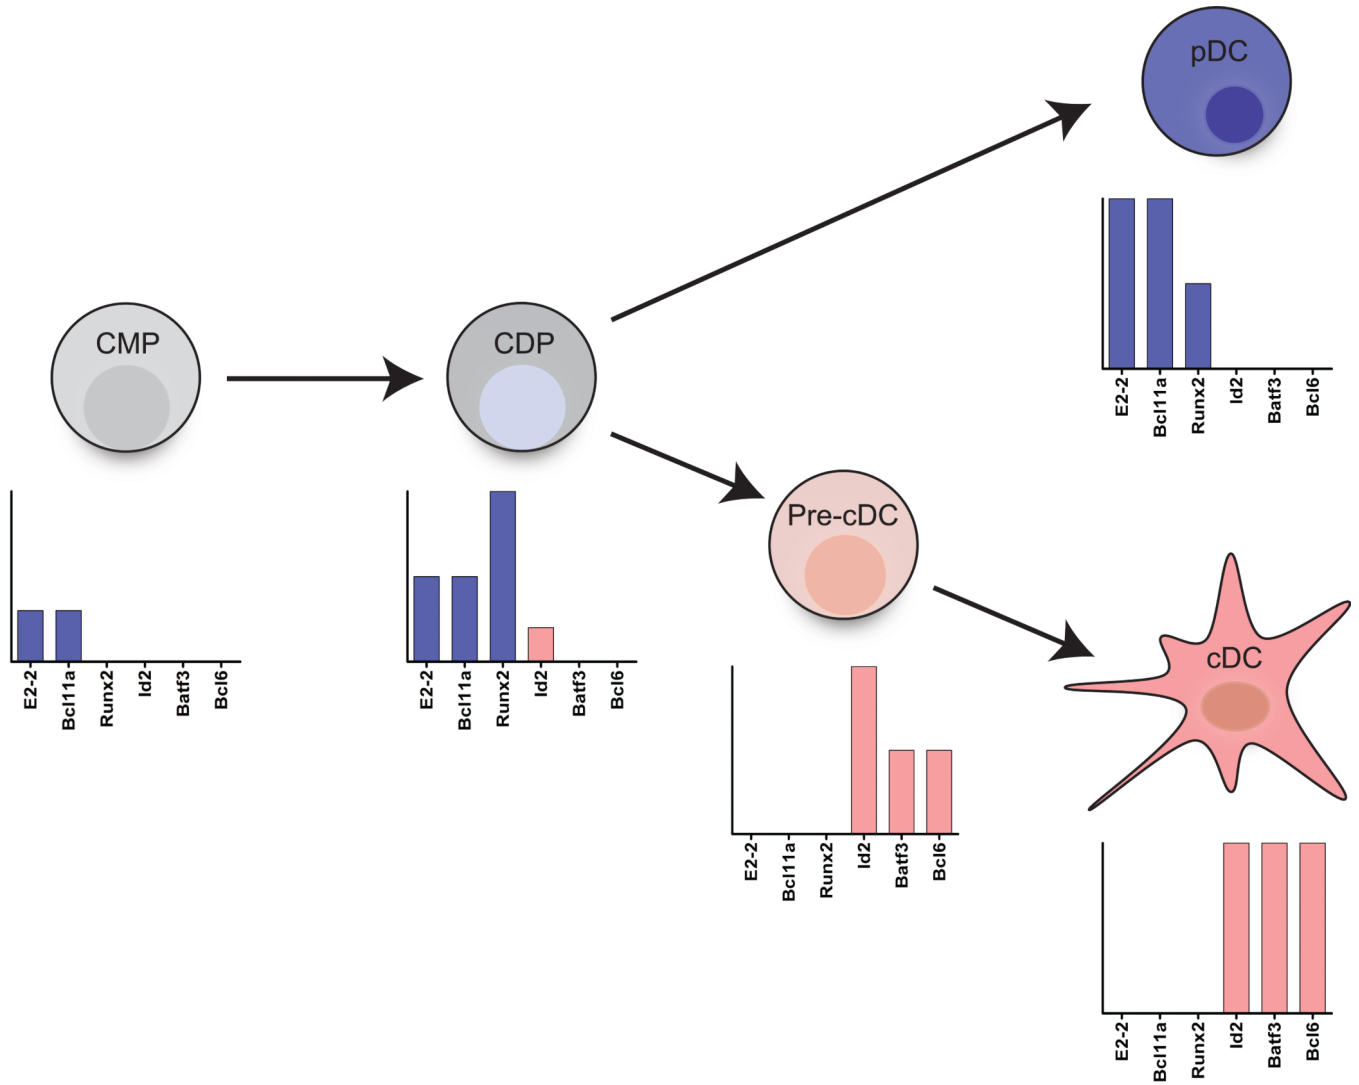 pDC
E2-2
Bcl11a
Runx2
Id2
Batf3
Bcl6
CMP
E2-2
Bcl11a
Runx2
Id2
Batf3
Bcl6
CDP
E2-2
Bcl11a
Runx2
Id2
Batf3
Bcl6
Pre-cDC
E2-2
Bcl11a
Runx2
Id2
Batf3
Bcl6
cDC
E2-2
Bcl11a
Runx2
Id2
Batf3
Bcl6